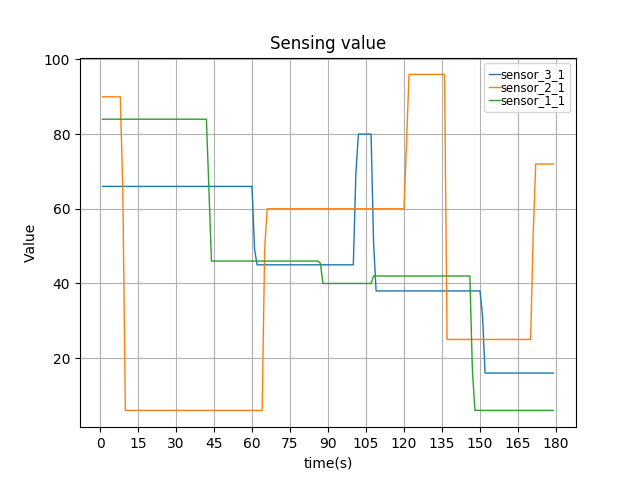 Sensing value
sensor_3_1
sensor_2_1
sensor_1_1
100
80
60
40
20
Value
0 15 30 45 60 75 90 105 120 135 150 165 180
time(s)